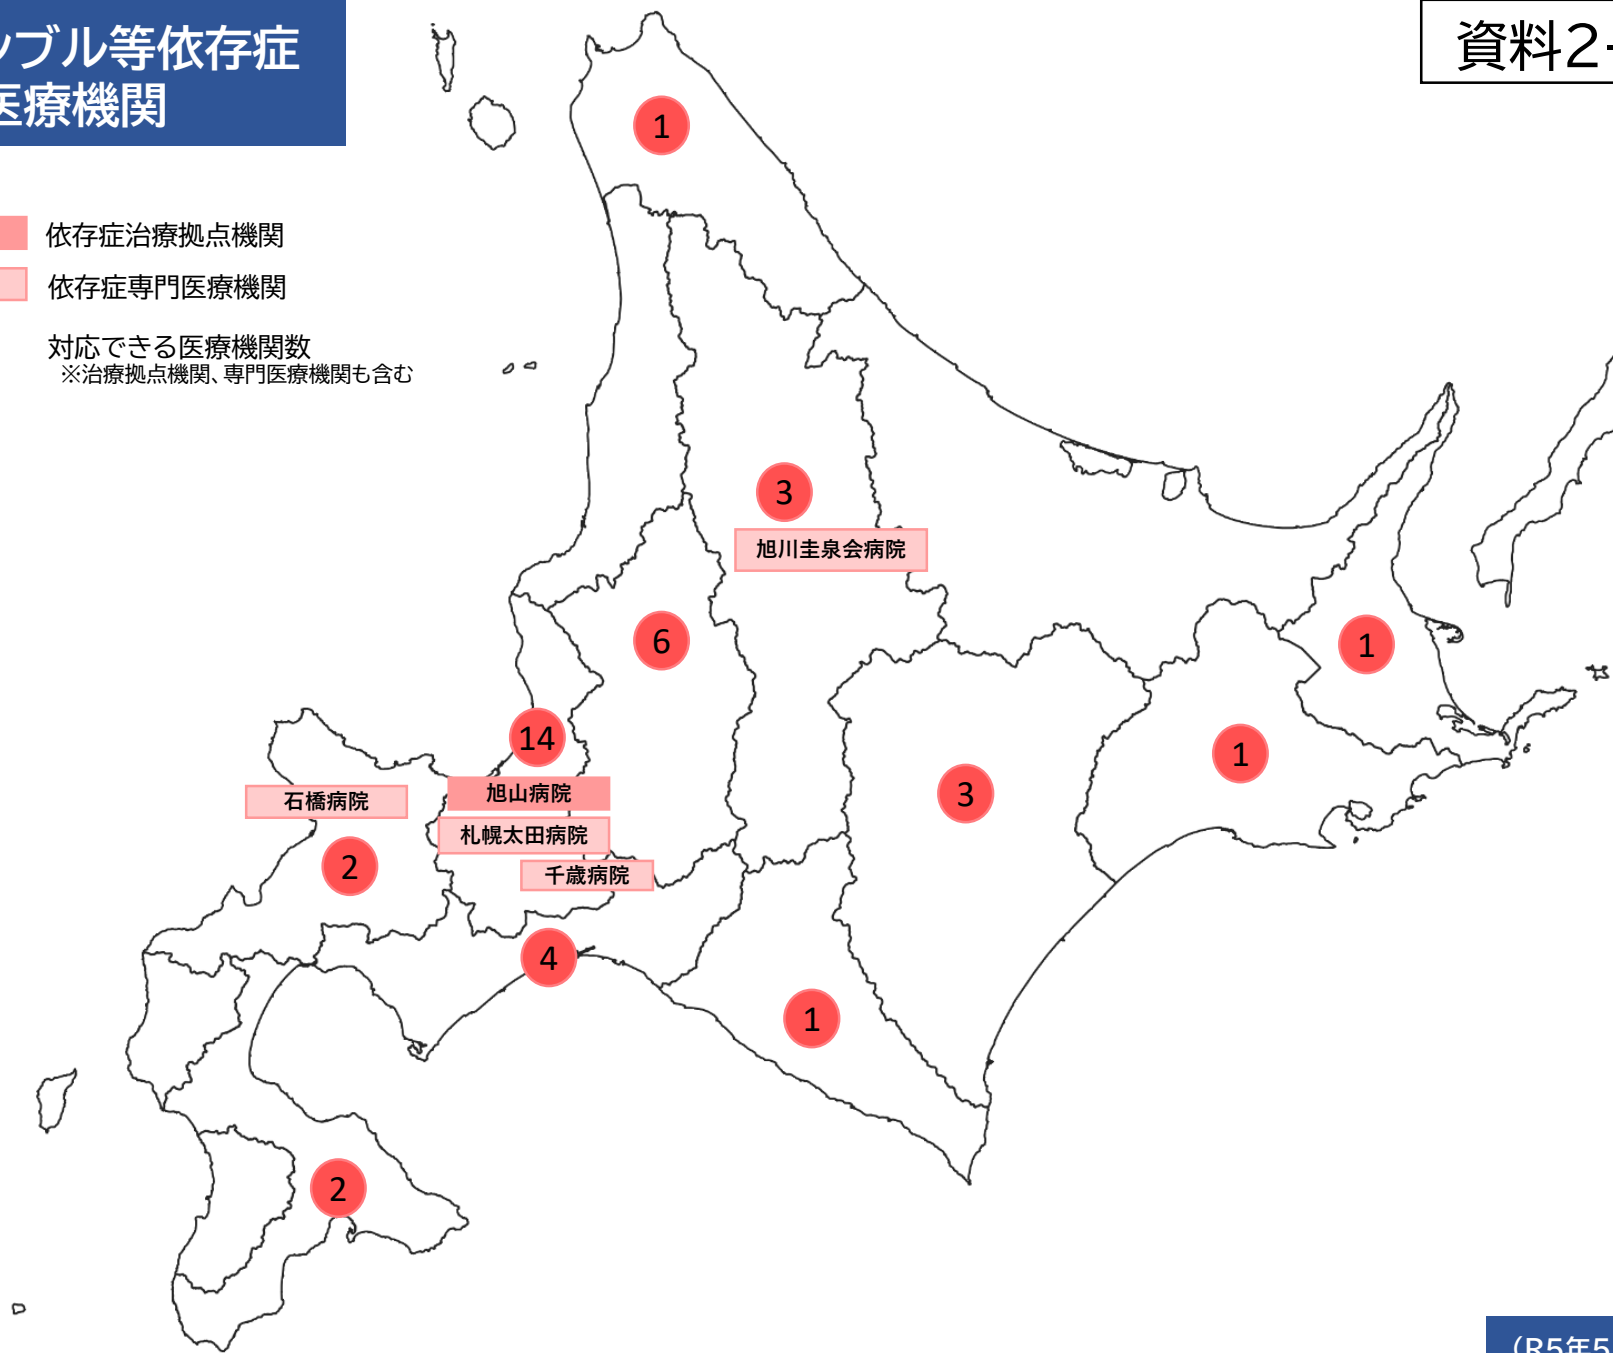 ンブル等依存症
医療機関
資料2-
依存症治療拠点機関
依存症専門医療機関
対応できる医療機関数
※治療拠点機関、専門医療機関も含む
1
3
旭川圭泉会病院
6
1
14
1
3
石橋病院
旭山病院
札幌太田病院
2
千歳病院
4
1
2
(R5年5